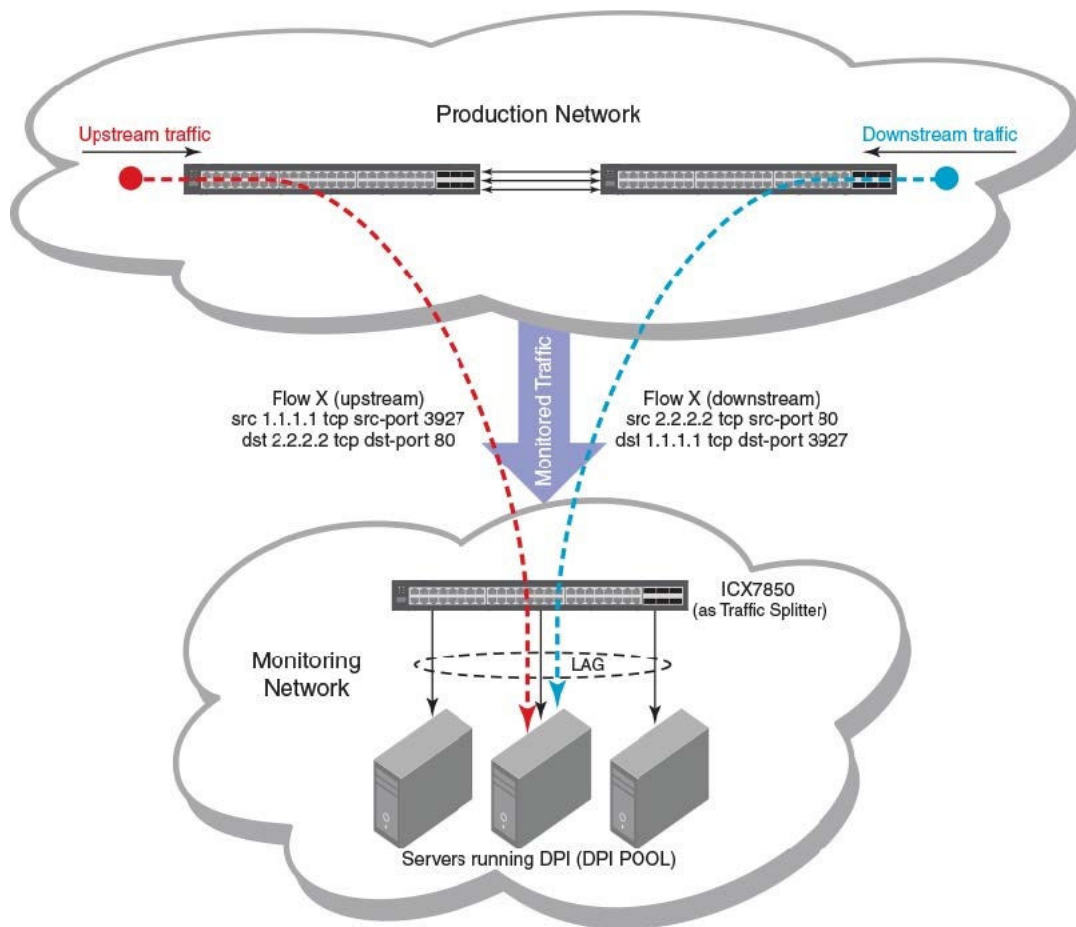 Production Network
Upstream traffic
Downstream traffic
Monitored Traffic
Flow X (upstream)
src 1.1.1.1 tcp src-port 3927
dst 2.2.2.2 tcp dst-port 80
Flow X (downstream)
src 2.2.2.2 tcp src-port 80
dst 1.1.1.1 tcp dst-port 3927
ICX7850
(as Traffic Splitter)
LAG
Monitoring
Network
Servers running DPI (DPI POOL)